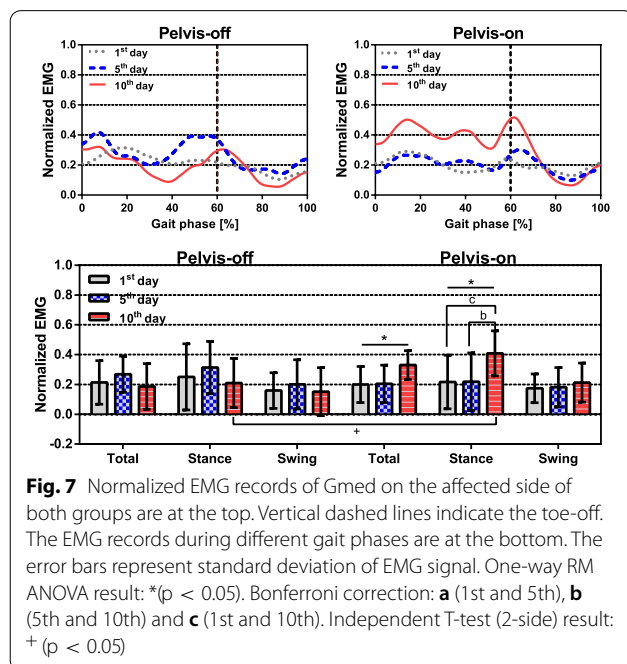 Pelvis-off
Pelvis-on
Normalized EMG
1.0
0.8
0.6
0.4
0.2
0.0
1st day
5th day
10th day
0 20 40 60 80 100
Gait phase [%]
Normalized EMG
1.0
0.8
0.6
0.4
0.2
0.0
1st day
5th day
10th day
0 20 40 60 80 100
Gait phase [%]
Pelvis-off
Pelvis-on
Normalized EMG
1.0
0.8
0.6
0.4
0.2
0.0
-0.2
1st day
5th day
10th day
*
*
c
b
+
Total Stance Swing Total Stance Swing
Fig. 7 Normalized EMG records of Gmed on the affected side of
both groups are at the top. Vertical dashed lines indicate the toe-off.
The EMG records during different gait phases are at the bottom. The
error bars represent standard deviation of EMG signal. One-way RM
ANOVA result: *(p < 0.05). Bonferroni correction: a (1st and 5th), b
(5th and 10th) and c (1st and 10th). Independent T-test (2-side) result:
+ (p < 0.05)